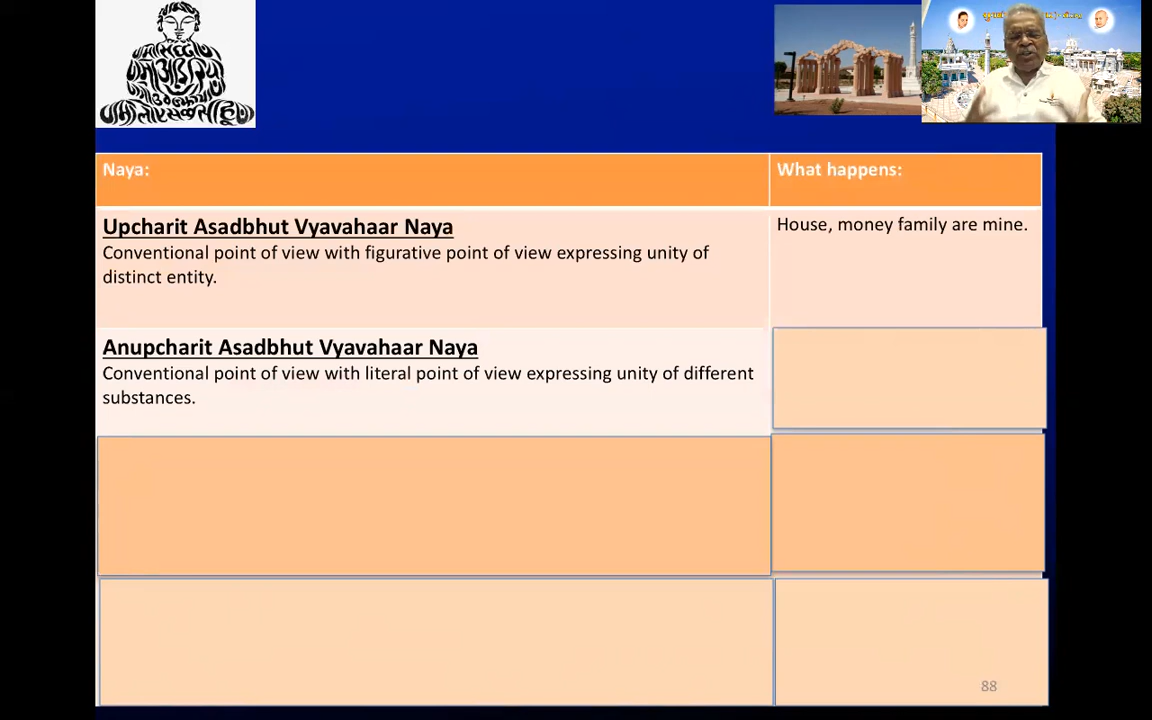 Naya:
What happens:
Upcharit Asadbhut Vyavahaar Naya
Conventional point of view with figurative point of view expressing unity of
distinct entity.
House, money family are mine.
Anupcharit Asadbhut Vyavahaar Naya
Conventional point of view with literal point of view expressing unity of different
substances.
88